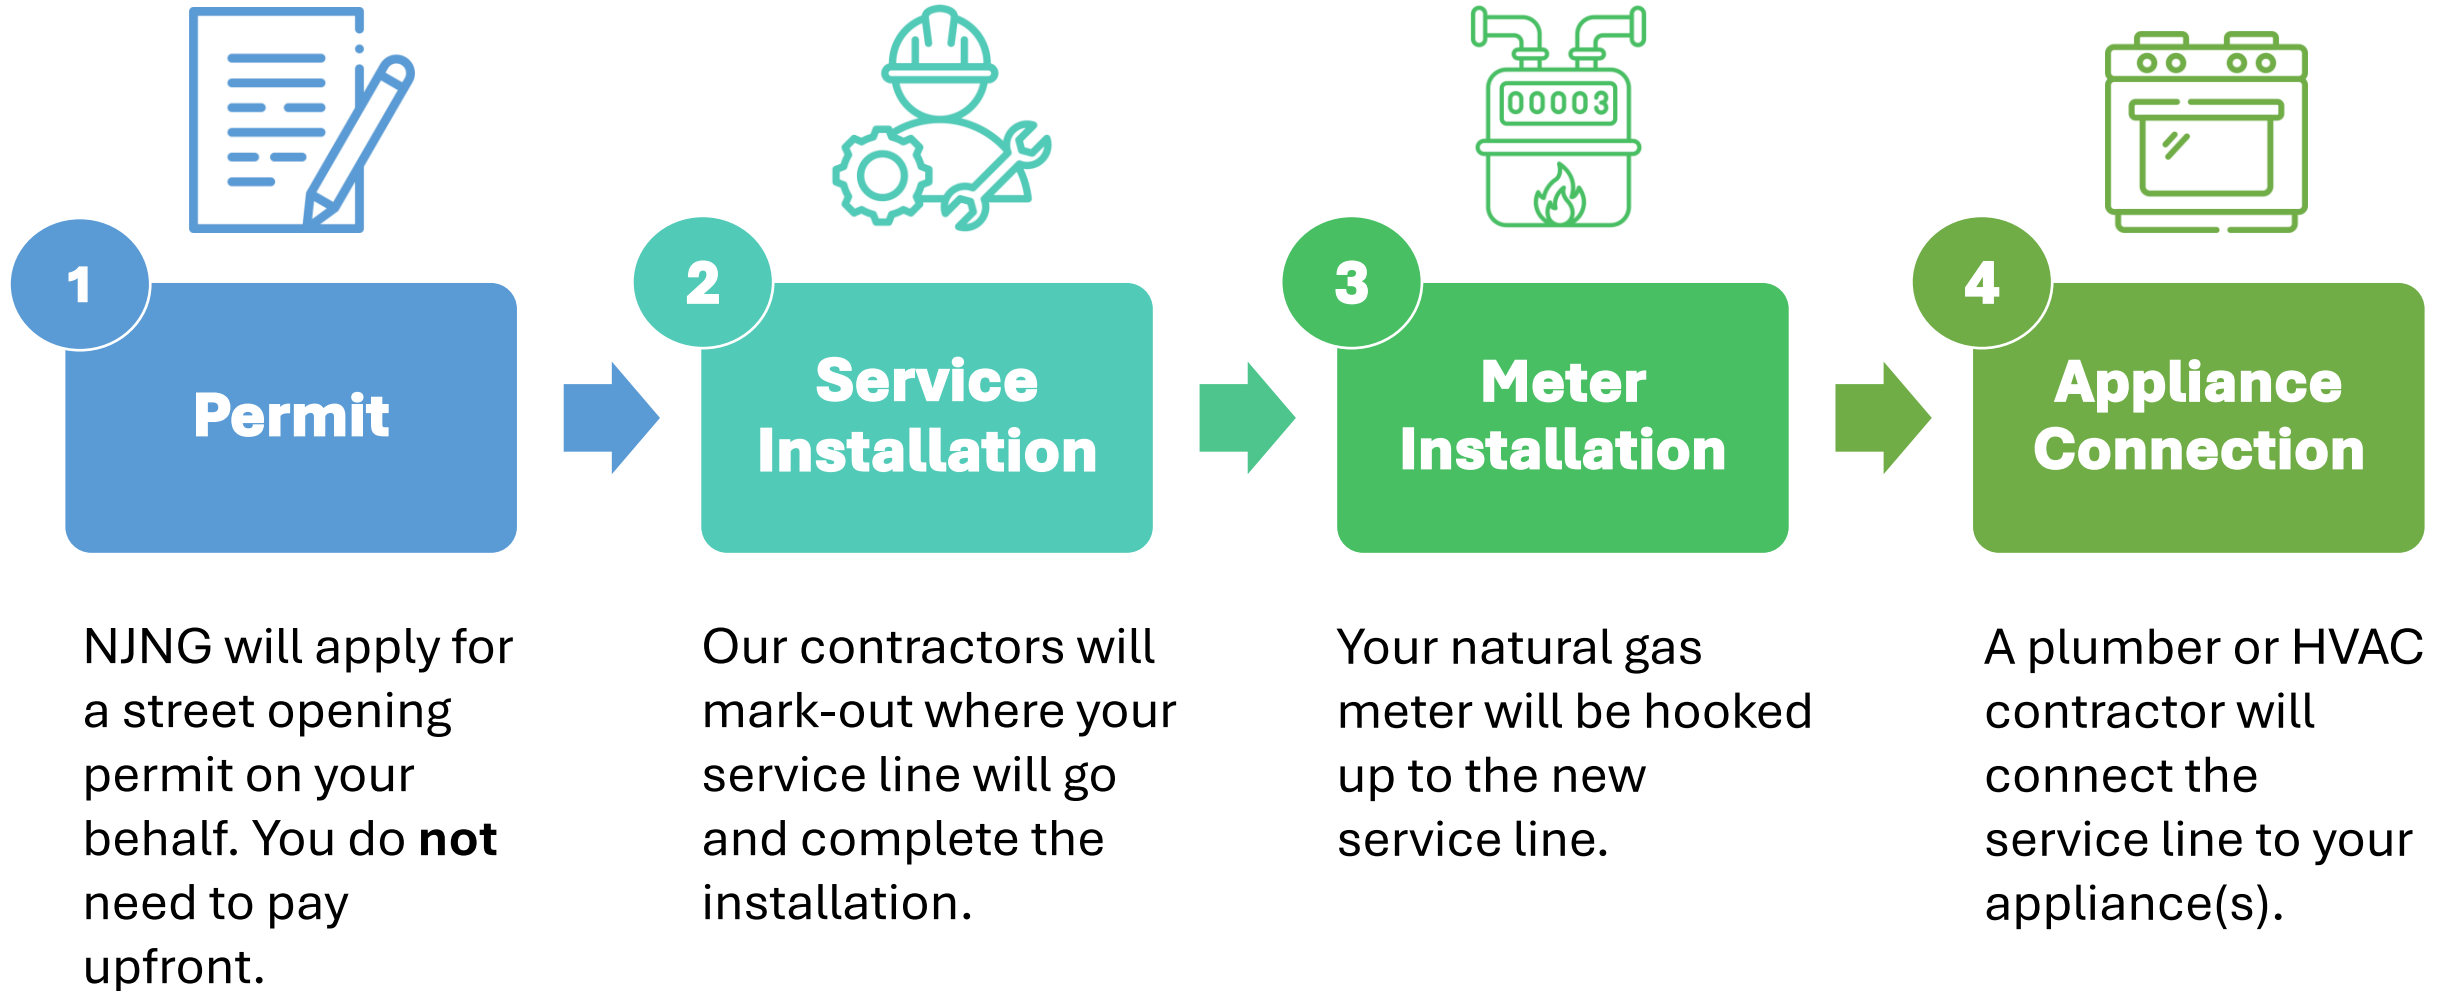 00003
1
Permit
NJNG will apply for
a street opening
permit on your
behalf. You do not
need to pay
upfront.
2
Service
Installation
Our contractors will
mark-out where your
service line will go
and complete the
installation.
3
Meter
Installation
Your natural gas
meter will be hooked
up to the new
service line.
4
Appliance
Connection
A plumber or HVAC
contractor will
connect the
service line to your
appliance(s).